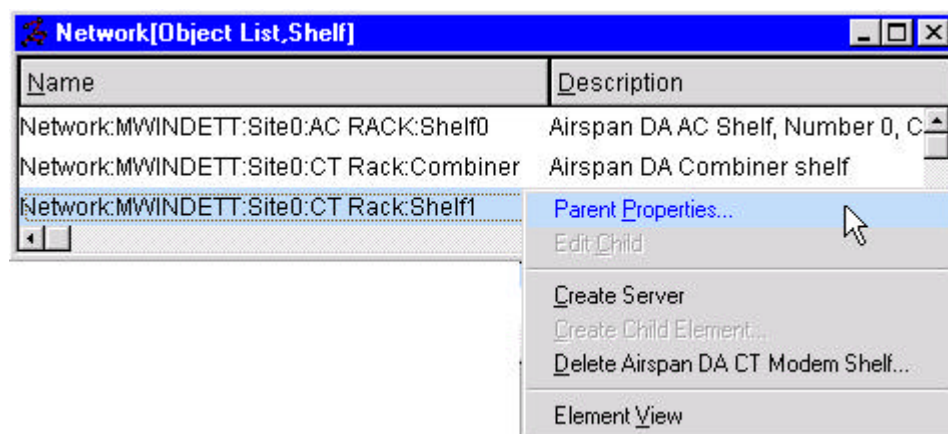 Network[Object List,Shelf]
Name Description
Network:MWINDETT:Site0:AC RACK:Shelf0 Airspan DA AC Shelf, Number 0, C
Network:MWINDETT:Site0:CT Rack:Combiner Airspan DA Combiner shelf
Network:MWINDETT:Site0:CT Rack:Shelf1
Parent Properties...
Edit Child
Create Server
Create Child Element...
Delete Airspan DA CT Modem Shelf...
Element View